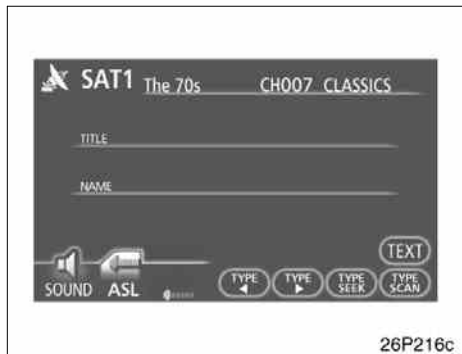 SAT1 The 70s CH007 CLASSICS
TITLE
NAME
TEXT
SOUND ASL TYPE TYPE TYPE SEEK TYPE SCAN
26P216c